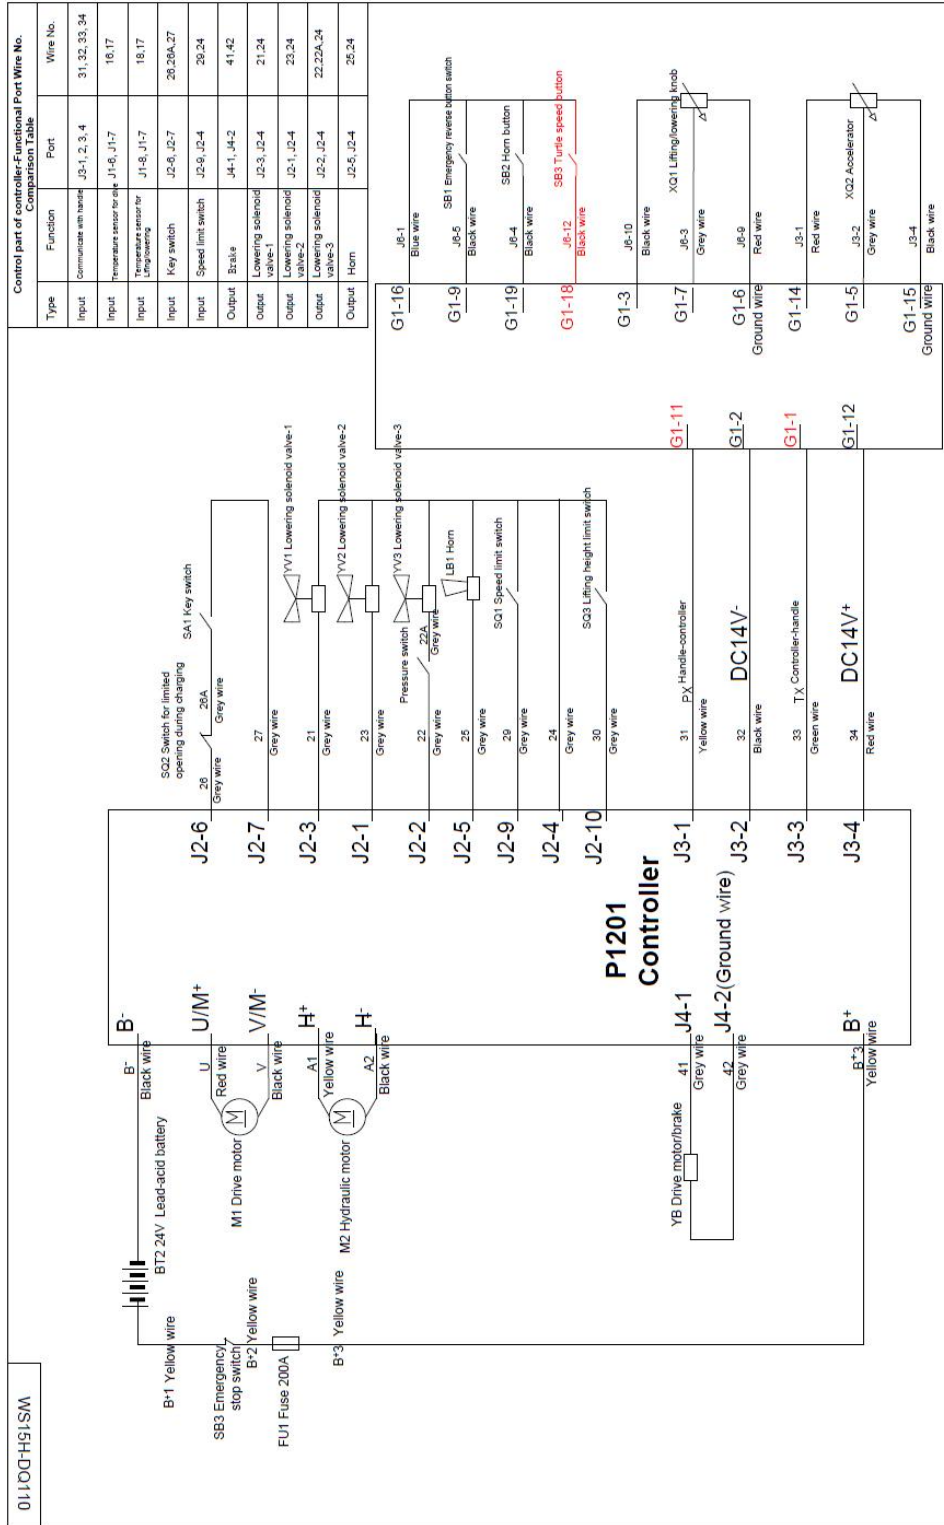 WS15H-DQ110
Control part of controller-Functional Port Wire No.
Comparison Table
Type Function Port Wire No.
Input Communicate with handle J3-1, 2, 3, 4 31, 32, 33, 34
Input Temperature sensor for J1-6, J1-7 16,17
Input Temperature sensor for J1-8, J1-7 18,17
Lifting/lowering
Input Key switch J2-6, J2-7 26,26A,27
Input Speed limit switch J2-9, J2-4 29,24
Output Brake J4-1, J4-2 41,42
Output Lowering solenoid J2-3, J2-4 21,24
valve-1
Output Lowering solenoid J2-1, J2-4 23,24
valve-2
Output Lowering solenoid J2-2, J2-4 22,22A,24
valve-3
Output Horn J2-5, J2-4 25,24
BT2 24V Lead-acid battery
B+1 Yellow wire
SB3 Emergency
stop switch
B+2 Yellow wire
FU1 Fuse 200A
B+3 Yellow wire
M1 Drive motor
M
M2 Hydraulic motor
M
YB Drive motor/brake
B-
Black wire
U
Red wire
V
Black wire
A1
Yellow wire
A2
Black wire
41
Grey wire
42
Grey wire
B+3
Yellow wire
B-
U/M+
V/M-
H+
H-
J4-1
J4-2(Ground wire)
B+
P1201
Controller
J2-6
J2-7
J2-3
J2-1
J2-2
J2-5
J2-9
J2-4
J2-10
J3-1
J3-2
J3-3
J3-4
SQ2 Switch for limited
opening during charging
26
Grey wire
26A
Grey wire
SA1 Key switch
27
Grey wire
21
Grey wire
YV1 Lowering solenoid valve-1
23
Grey wire
YV2 Lowering solenoid valve-2
22
Grey wire
Pressure switch
22A
Grey wire
YV3 Lowering solenoid valve-3
25
Grey wire
LB1 Horn
29
Grey wire
SQ1 Speed limit switch
24
Grey wire
30
Grey wire
SQ3 Lifting height limit switch
31
Yellow wire
PX Handle-controller
32
Black wire
DC14V-
33
Green wire
TX Controller-handle
34
Red wire
DC14V+
G1-11
G1-2
G1-1
G1-12
G1-16
G1-9
G1-19
G1-18
G1-3
G1-7
G1-6
Ground wire
G1-14
G1-5
G1-15
Ground wire
J6-1
Blue wire
J6-5
Black wire
SB1 Emergency reverse button switch
J6-4
Black wire
SB2 Horn button
J6-12
Black wire
SB3 Turtle speed button
J6-10
Black wire
J6-3
Grey wire
XQ1 Lifting/lowering knob
J6-9
Red wire
J3-1
Red wire
J3-2
Grey wire
XQ2 Accelerator
J3-4
Black wire